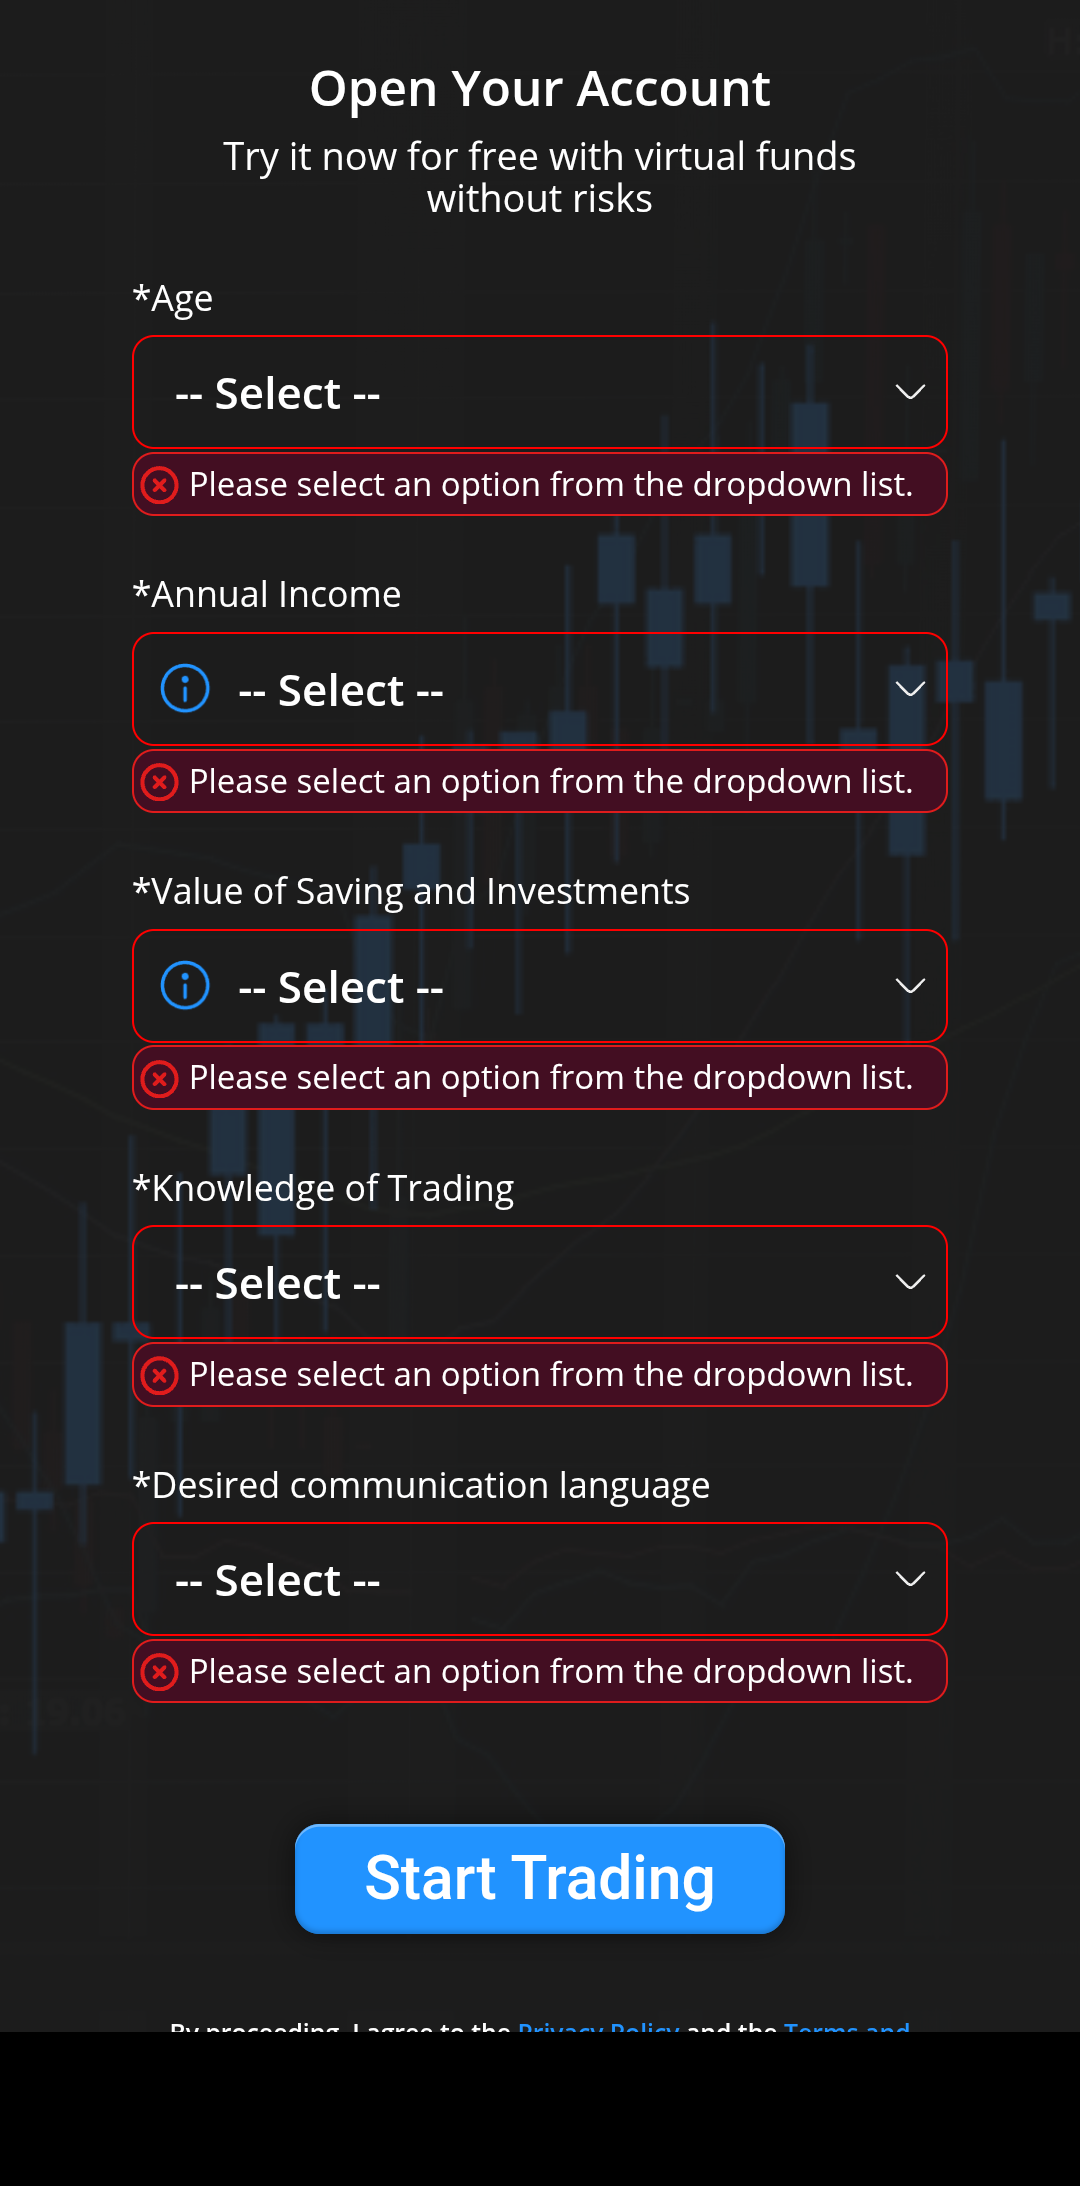 Open Your Account
Try it now for free with virtual funds
without risks
*Age
-- Select --
Please select an option from the dropdown list.
*Annual Income
-- Select --
Please select an option from the dropdown list.
*Value of Saving and Investments
-- Select --
Please select an option from the dropdown list.
*Knowledge of Trading
-- Select --
Please select an option from the dropdown list.
*Desired communication language
-- Select --
Please select an option from the dropdown list.
Start Trading
By proceeding, I agree to the Privacy Policy and the Terms and